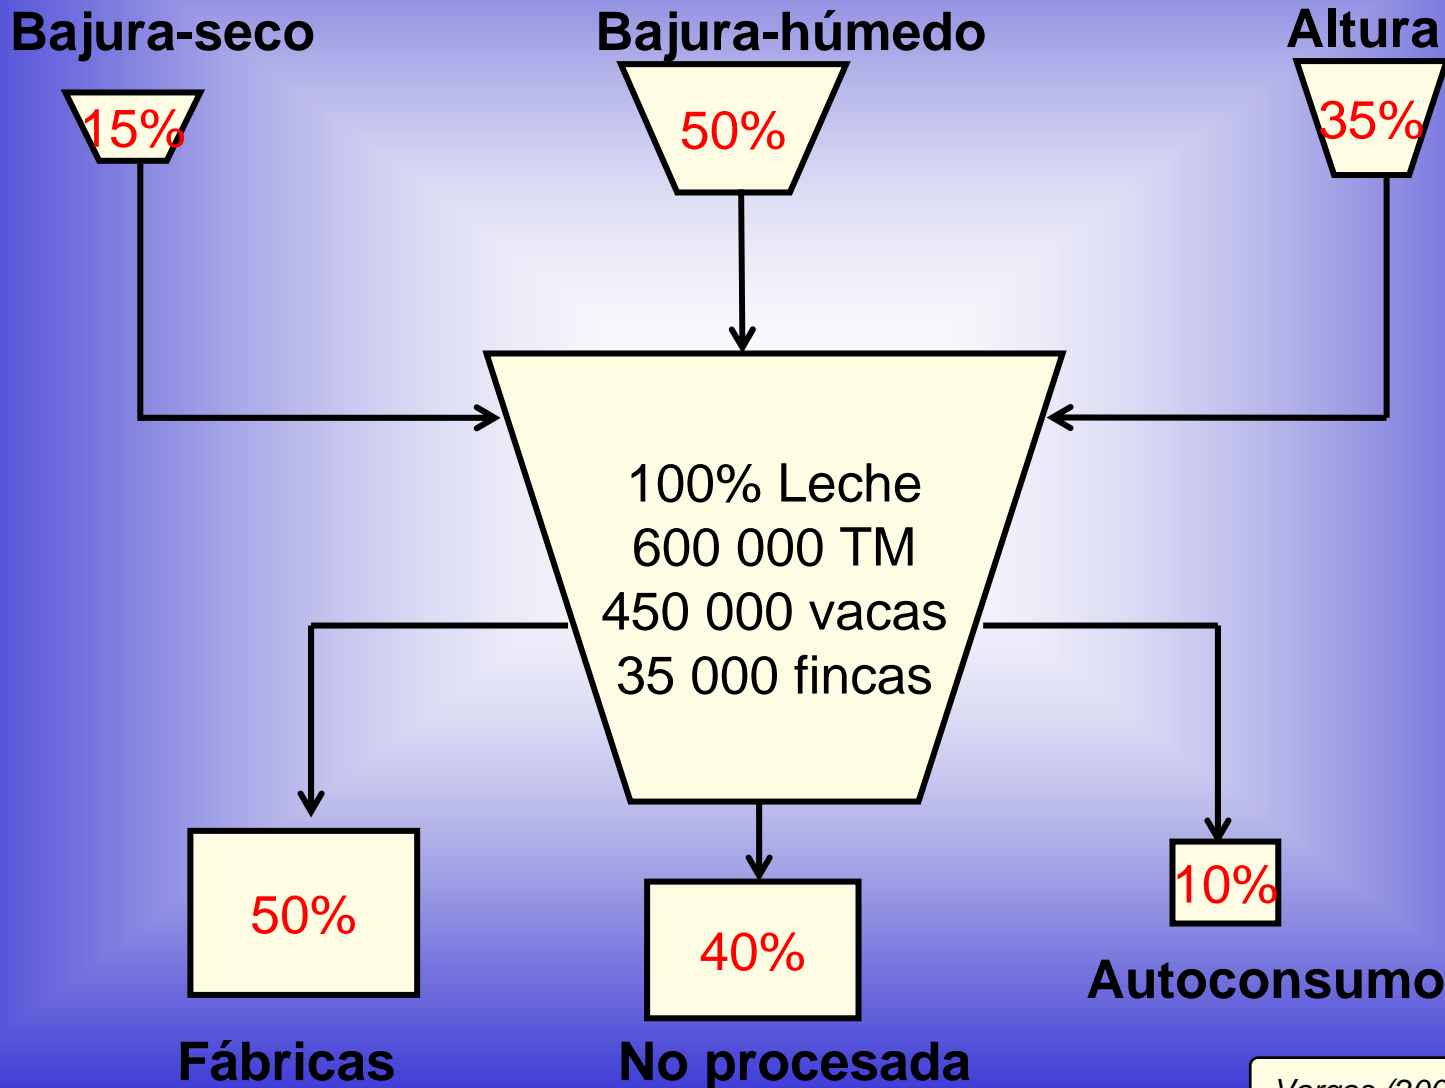 Bajura-seco
Bajura-húmedo
Altura
15%
50%
35%
100% Leche
600 000 TM
450 000 vacas
35 000 fincas
50%
40%
10%
Autoconsumo
Fábricas
No procesada